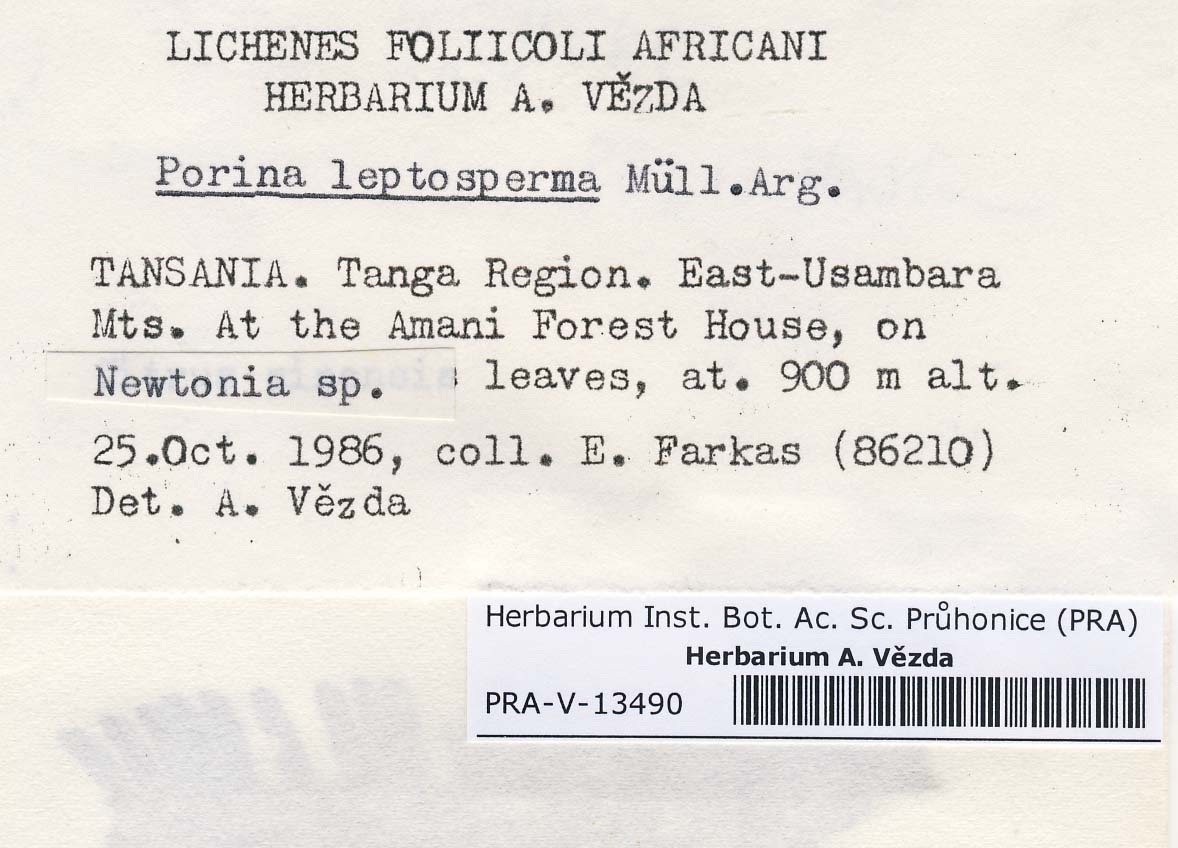 LICHENES FOLIICOLI AFRICANI
HERBARIUM A. VĚZDA
Porina leptosperma Müll.Arg.
TANSANIA. Tanga Region. East-Usambara
Mts. At the Amani Forest House, on
Newtonia sp. leaves, at. 900 m alt.
25.Oct. 1986, coll. E. Farkas (86210)
Det. A. Vězda
Herbarium Inst. Bot. Ac. Sc. Průhonice (PRA)
Herbarium A. Vězda
PRA-V-13490